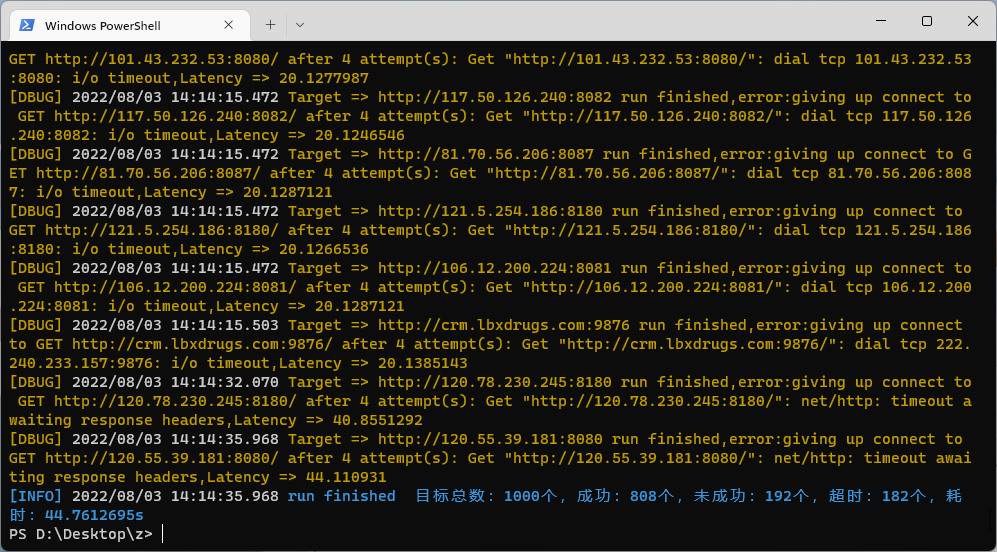 Windows PowerShell
GET http://101.43.232.53:8080/ after 4 attempt(s): Get "http://101.43.232.53:8080/": dial tcp 101.43.232.53
:8080: i/o timeout,Latency => 20.1277987
[DBUG] 2022/08/03 14:14:15.472 Target => http://117.50.126.240:8082 run finished,error:giving up connect to
 GET http://117.50.126.240:8082/ after 4 attempt(s): Get "http://117.50.126.240:8082/": dial tcp 117.50.126
.240:8082: i/o timeout,Latency => 20.1246546
[DBUG] 2022/08/03 14:14:15.472 Target => http://81.70.56.206:8087 run finished,error:giving up connect to G
ET http://81.70.56.206:8087/ after 4 attempt(s): Get "http://81.70.56.206:8087/": dial tcp 81.70.56.206:808
7: i/o timeout,Latency => 20.1287121
[DBUG] 2022/08/03 14:14:15.472 Target => http://121.5.254.186:8180 run finished,error:giving up connect to
GET http://121.5.254.186:8180/ after 4 attempt(s): Get "http://121.5.254.186:8180/": dial tcp 121.5.254.186
:8180: i/o timeout,Latency => 20.1266536
[DBUG] 2022/08/03 14:14:15.472 Target => http://106.12.200.224:8081 run finished,error:giving up connect to
 GET http://106.12.200.224:8081/ after 4 attempt(s): Get "http://106.12.200.224:8081/": dial tcp 106.12.200
.224:8081: i/o timeout,Latency => 20.1287121
[DBUG] 2022/08/03 14:14:15.503 Target => http://crm.lbxdrugs.com:9876 run finished,error:giving up connect
to GET http://crm.lbxdrugs.com:9876/ after 4 attempt(s): Get "http://crm.lbxdrugs.com:9876/": dial tcp 222.
240.233.157:9876: i/o timeout,Latency => 20.1385143
[DBUG] 2022/08/03 14:14:32.070 Target => http://120.78.230.245:8180 run finished,error:giving up connect to
 GET http://120.78.230.245:8180/ after 4 attempt(s): Get "http://120.78.230.245:8180/": net/http: timeout a
waiting response headers,Latency => 40.8551292
[DBUG] 2022/08/03 14:14:35.968 Target => http://120.55.39.181:8080 run finished,error:giving up connect to
GET http://120.55.39.181:8080/ after 4 attempt(s): Get "http://120.55.39.181:8080/": net/http: timeout awai
ting response headers,Latency => 44.110931
[INFO] 2022/08/03 14:14:35.968 run finished  目标总数：1000个，成功：808个，未成功：192个，超时：182个，耗
时：44.7612695s
PS D:\Desktop\z>